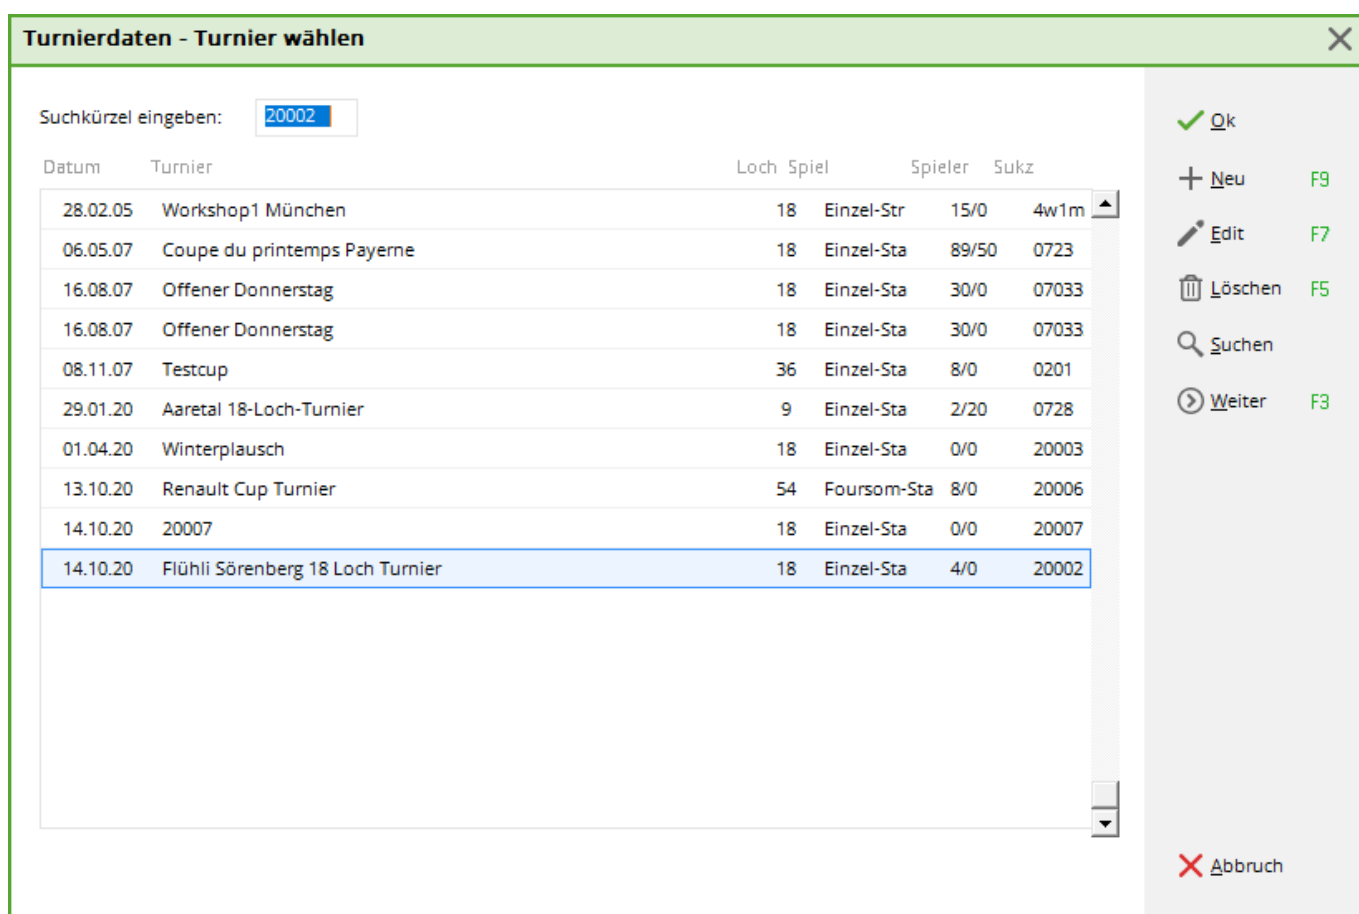 Turnierdaten - Turnier wählen
Suchkürzel eingeben: 20002
Datum Turnier Loch Spiel Spieler Sukz
28.02.05 Workshop1 München 18 Einzel-Str 15/0 4w1m
06.05.07 Coupe du printemps Payerne 18 Einzel-Sta 89/50 0723
16.08.07 Offener Donnerstag 18 Einzel-Sta 30/0 07033
16.08.07 Offener Donnerstag 18 Einzel-Sta 30/0 07033
08.11.07 Testcup 36 Einzel-Sta 8/0 0201
29.01.20 Aaretal 18-Loch-Turnier 9 Einzel-Sta 2/20 0728
01.04.20 Winterplausch 18 Einzel-Sta 0/0 20003
13.10.20 Renault Cup Turnier 54 Foursom-Sta 8/0 20006
14.10.20 20007 18 Einzel-Sta 0/0 20007
14.10.20 Flühli Sörenberg 18 Loch Turnier 18 Einzel-Sta 4/0 20002
Ok
Neu F9
Edit F7
Löschen F5
Suchen
Weiter F3
Abbruch